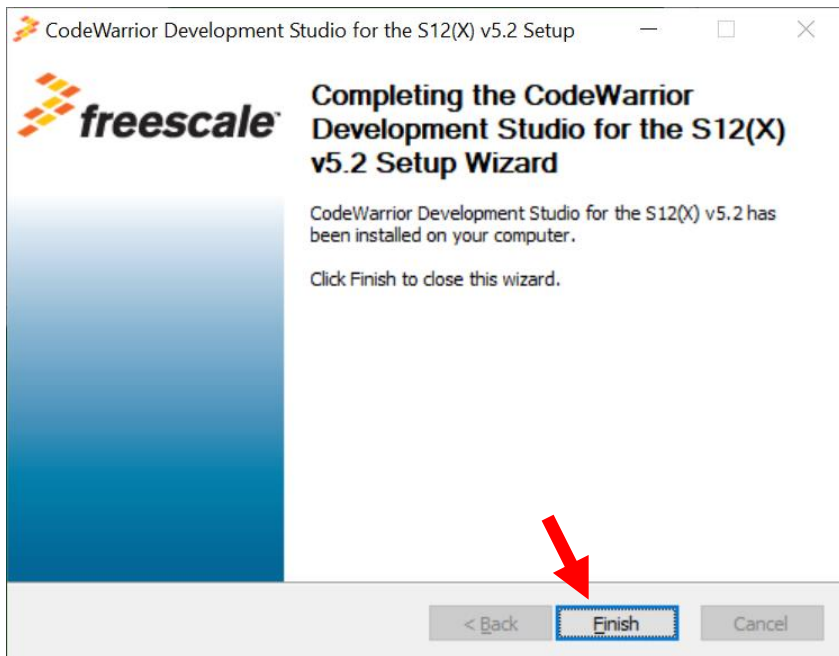 CodeWarrior Development Studio for the S12(X) v5.2 Setup
freescale™
Completing the CodeWarrior
Development Studio for the S12(X)
v5.2 Setup Wizard
CodeWarrior Development Studio for the S12(X) v5.2 has
been installed on your computer.
Click Finish to close this wizard.
< Back
Finish
Cancel